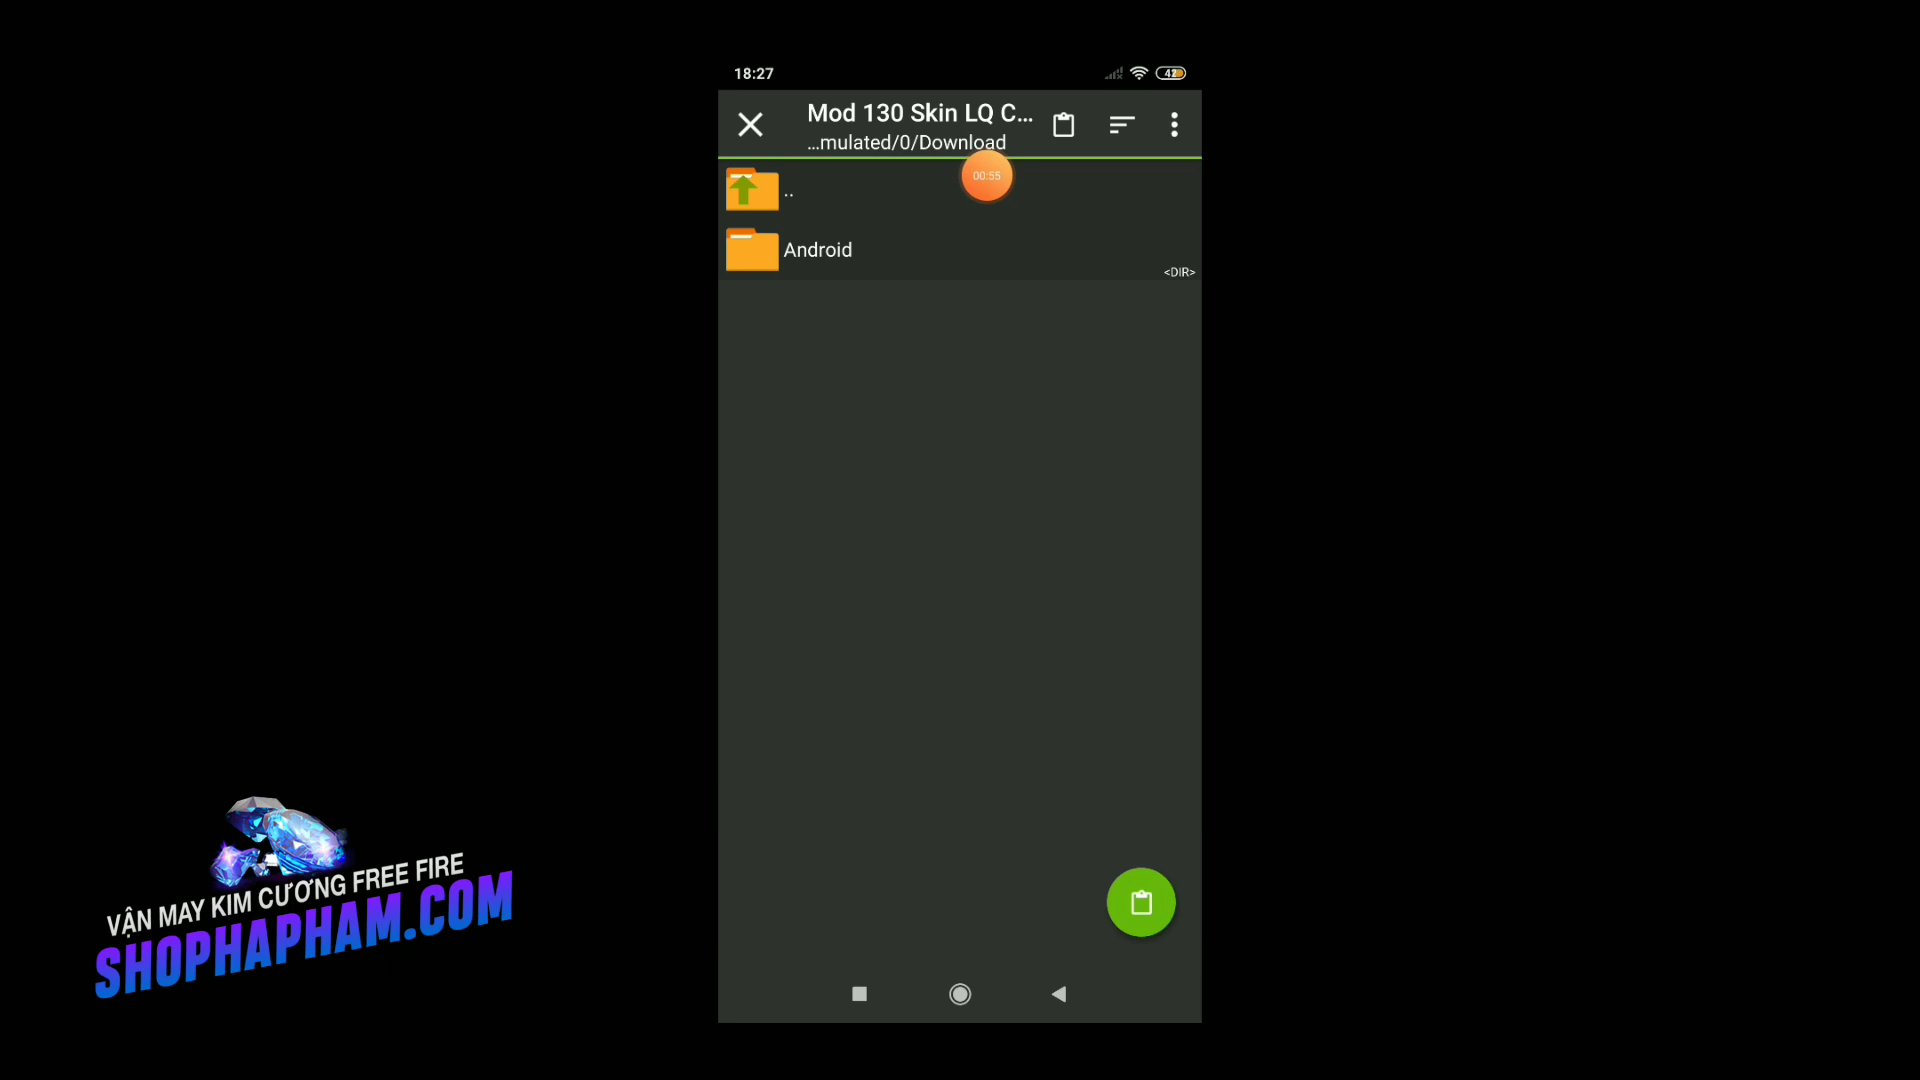 18:27
42
Mod 130 Skin LQ C...
...mulated/0/Download
00:55
..
Android
<DIR>
VẬN MAY KIM CƯƠNG FREE FIRE
SHOPHAPHAM.COM